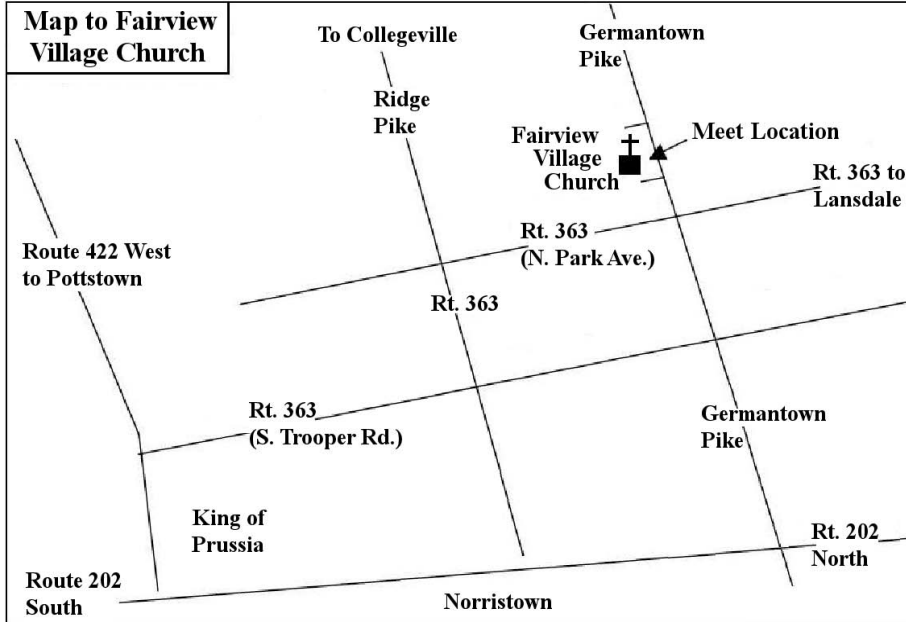 Map to Fairview
Village Church
To Collegeville
Germantown
Pike
Ridge
Pike
Fairview
Village
Church
Meet Location
Rt. 363 to
Lansdale
Rt. 363
(N. Park Ave.)
Route 422 West
to Pottstown
Rt. 363
Rt. 363
(S. Trooper Rd.)
Germantown
Pike
King of
Prussia
Rt. 202
North
Route 202
South
Norristown